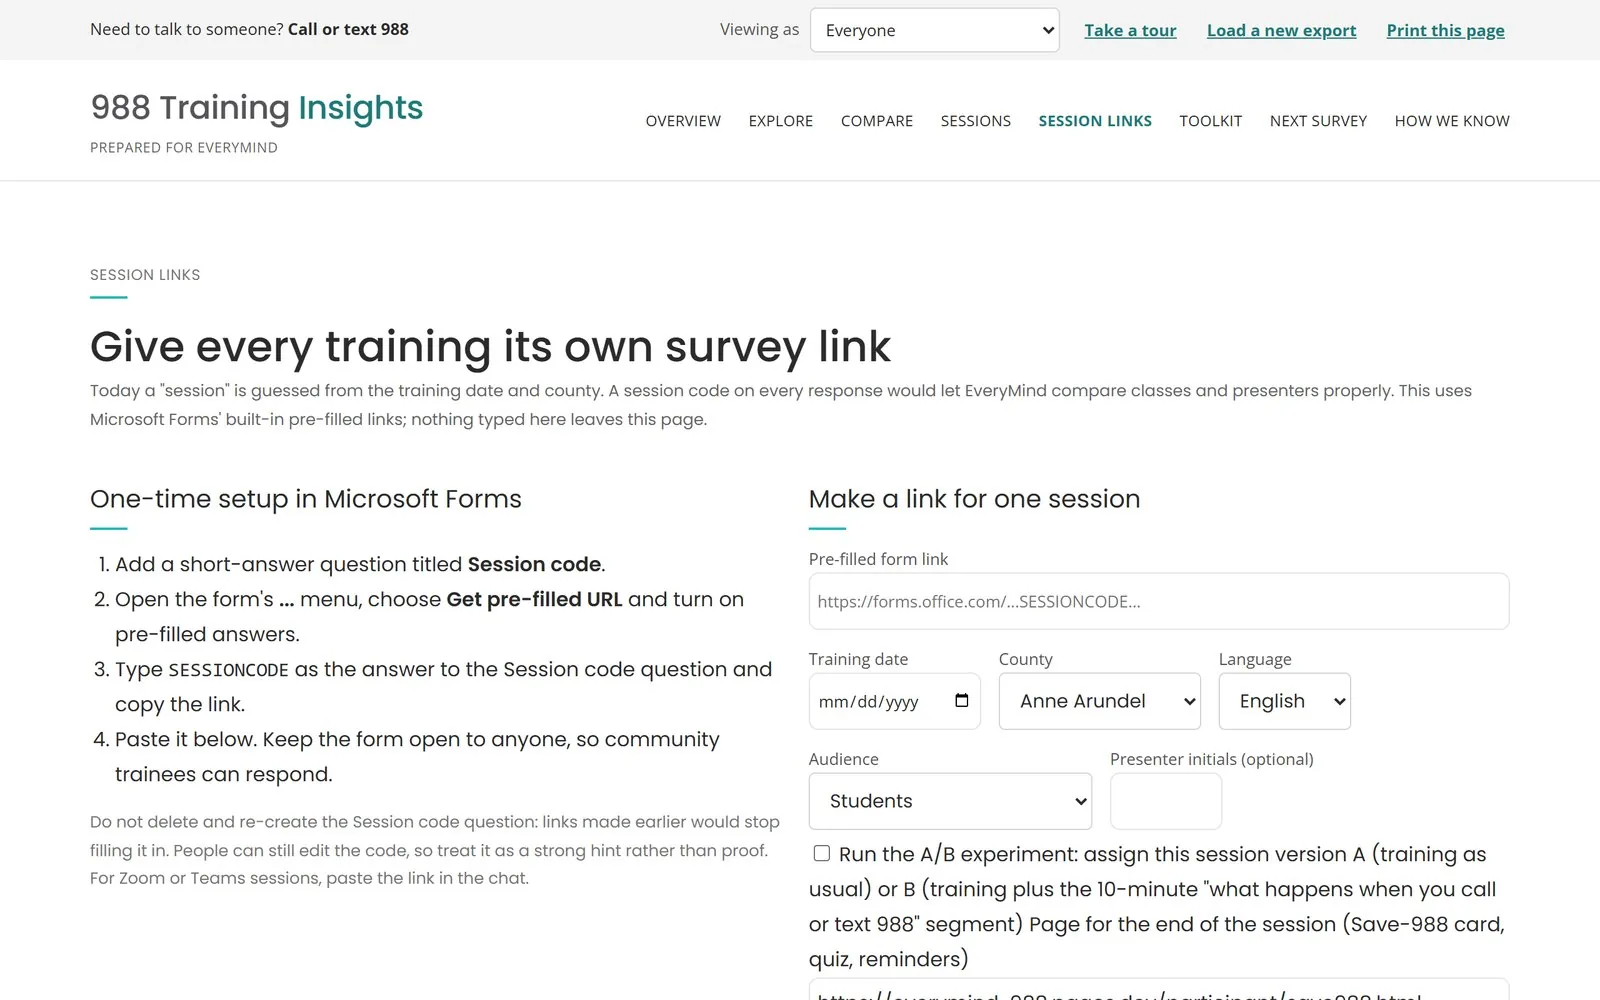 Need to talk to someone? Call or text 988
Viewing as
Everyone
Take a tour
Load a new export
Print this page
988 Training Insights
PREPARED FOR EVERYMIND
OVERVIEW
EXPLORE
COMPARE
SESSIONS
SESSION LINKS
TOOLKIT
NEXT SURVEY
HOW WE KNOW
SESSION LINKS
Give every training its own survey link
Today a "session" is guessed from the training date and county. A session code on every response would let EveryMind compare classes and presenters properly. This uses
Microsoft Forms' built-in pre-filled links; nothing typed here leaves this page.
One-time setup in Microsoft Forms
1. Add a short-answer question titled Session code.
2. Open the form's ... menu, choose Get pre-filled URL and turn on
pre-filled answers.
3. Type SESSIONCODE as the answer to the Session code question and
copy the link.
4. Paste it below. Keep the form open to anyone, so community
trainees can respond.
Do not delete and re-create the Session code question: links made earlier would stop
filling it in. People can still edit the code, so treat it as a strong hint rather than proof.
For Zoom or Teams sessions, paste the link in the chat.
Make a link for one session
Pre-filled form link
https://forms.office.com/...SESSIONCODE...
Training date
County
Language
mm/dd/yyyy
Anne Arundel
English
Audience
Presenter initials (optional)
Students
Run the A/B experiment: assign this session version A (training as
usual) or B (training plus the 10-minute "what happens when you call
or text 988" segment) Page for the end of the session (Save-988 card,
quiz, reminders)
https://everymind-988.pages.dev/participant/save988.html